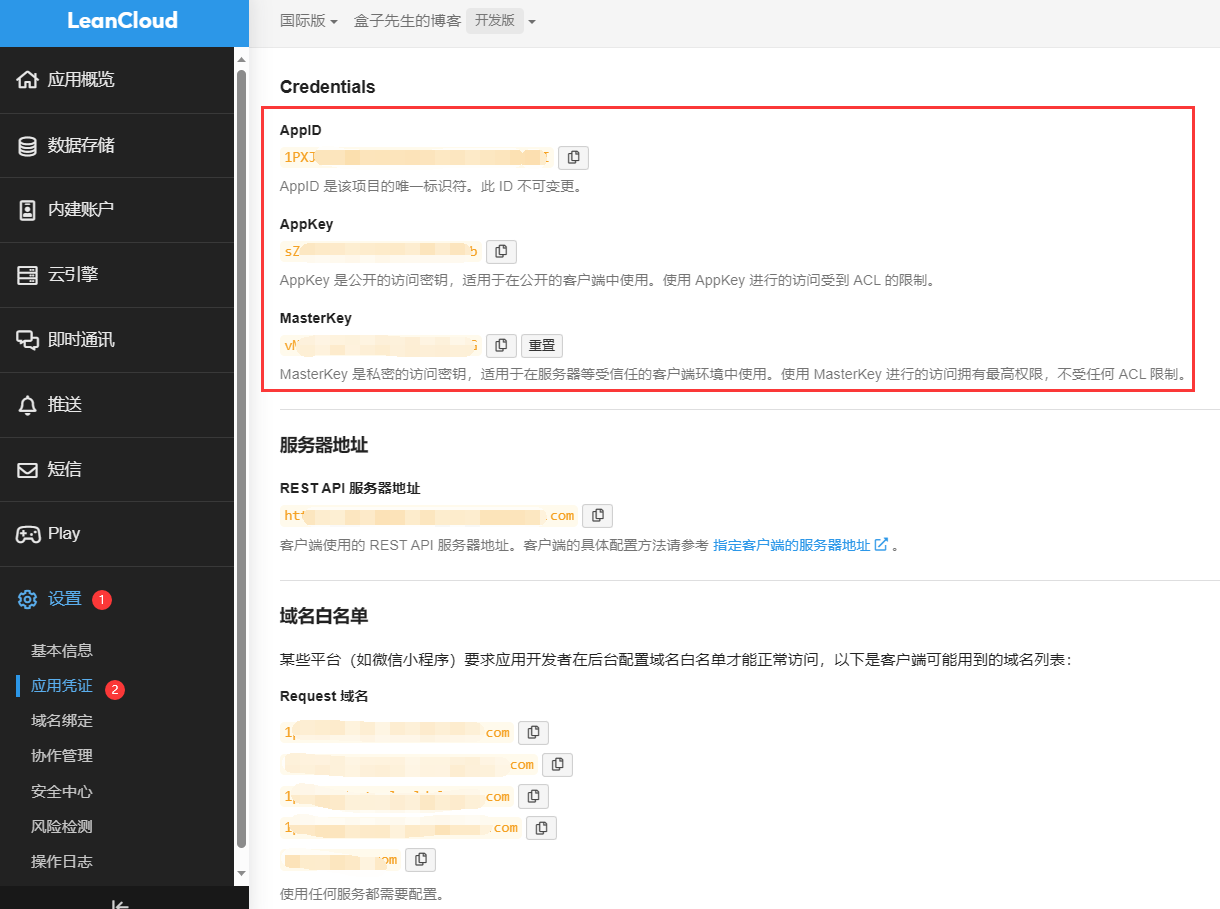 LeanCloud
国际版 盒子先生的博客 开发版
应用概览
数据存储
内建账户
云引擎
即时通讯
推送
短信
Play
设置 1
基本信息
应用凭证 2
域名绑定
协作管理
安全中心
风险检测
操作日志
Credentials
AppID
1PXJ
AppID 是该项目的唯一标识符。此 ID 不可变更。
AppKey
sZ b
AppKey 是公开的访问密钥，适用于在公开的客户端中使用。使用 AppKey 进行的访问受到 ACL 的限制。
MasterKey
重置
MasterKey 是私密的访问密钥，适用于在服务器等受信任的客户端环境中使用。使用 MasterKey 进行的访问拥有最高权限，不受任何 ACL 限制。
服务器地址
REST API 服务器地址
.com
客户端使用的 REST API 服务器地址。客户端的具体配置方法请参考 指定客户端的服务器地址 。
域名白名单
某些平台（如微信小程序）要求应用开发者在后台配置域名白名单才能正常访问，以下是客户端可能用到的域名列表：
Request 域名
com
com
com
.com
使用任何服务都需要配置。